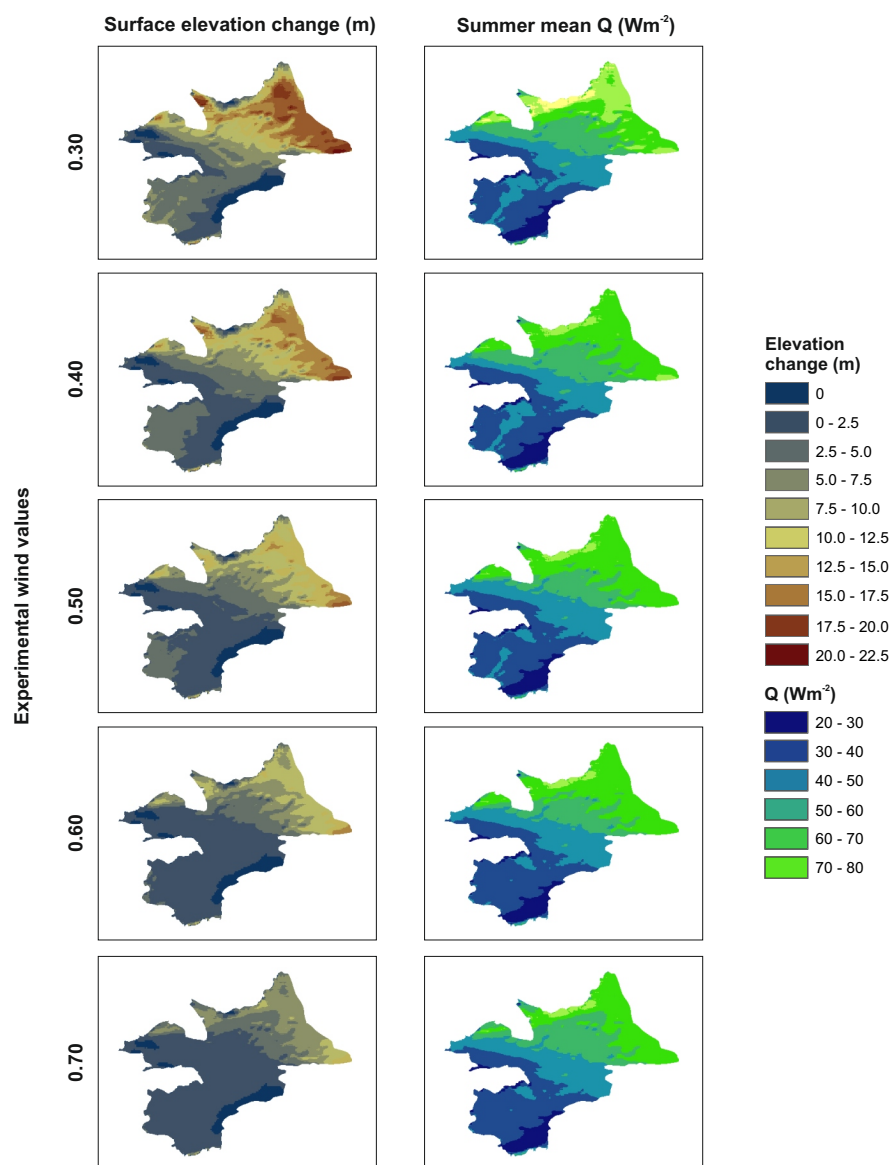 Surface elevation change (m)
Summer mean Q (Wm⁻²)
Experimental wind values
0.30
0.40
0.50
0.60
0.70
Elevation
change (m)
0
0 - 2.5
2.5 - 5.0
5.0 - 7.5
7.5 - 10.0
10.0 - 12.5
12.5 - 15.0
15.0 - 17.5
17.5 - 20.0
20.0 - 22.5
Q (Wm⁻²)
20 - 30
30 - 40
40 - 50
50 - 60
60 - 70
70 - 80